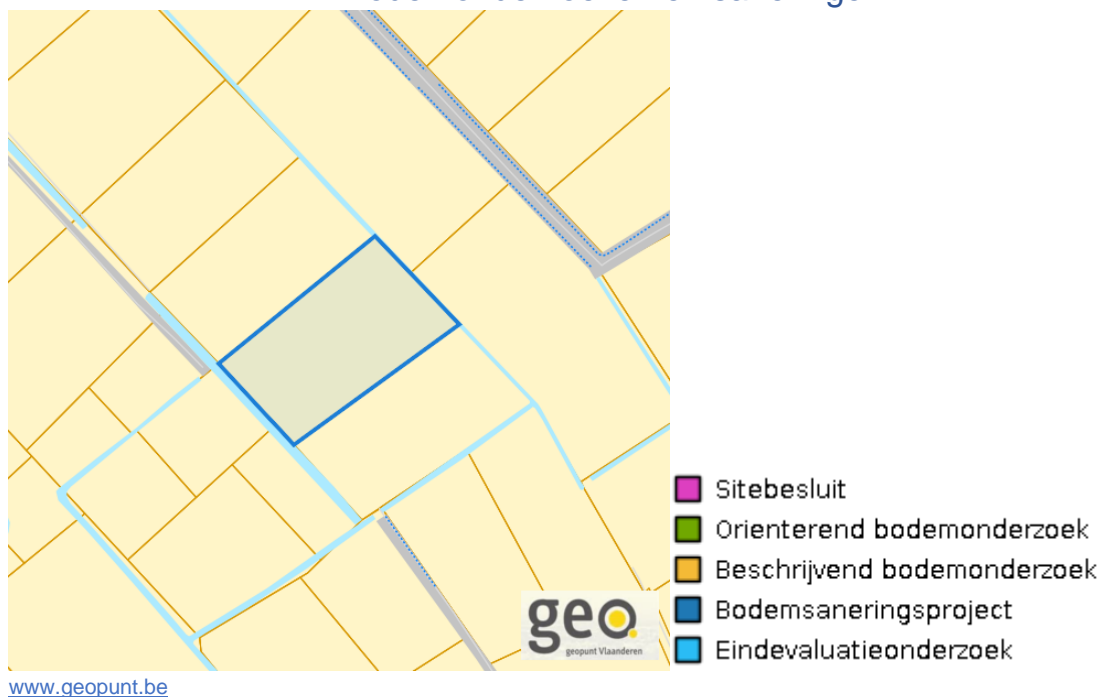 Sitebesluit
Orienterend bodemonderzoek
Beschrijvend bodemonderzoek
Bodemsaneringsproject
Eindevaluatieonderzoek
geo
geopunt Vlaanderen
www.geopunt.be